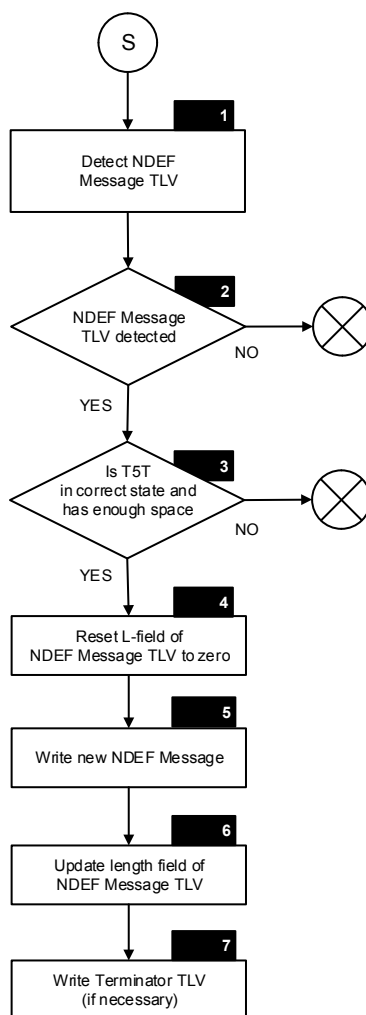 S
1
Detect NDEF
Message TLV
2
NDEF Message
TLV detected
NO
YES
3
Is T5T
in correct state and
has enough space
NO
YES
4
Reset L-field of
NDEF Message TLV to zero
5
Write new NDEF Message
6
Update length field of
NDEF Message TLV
7
Write Terminator TLV
(if necessary)